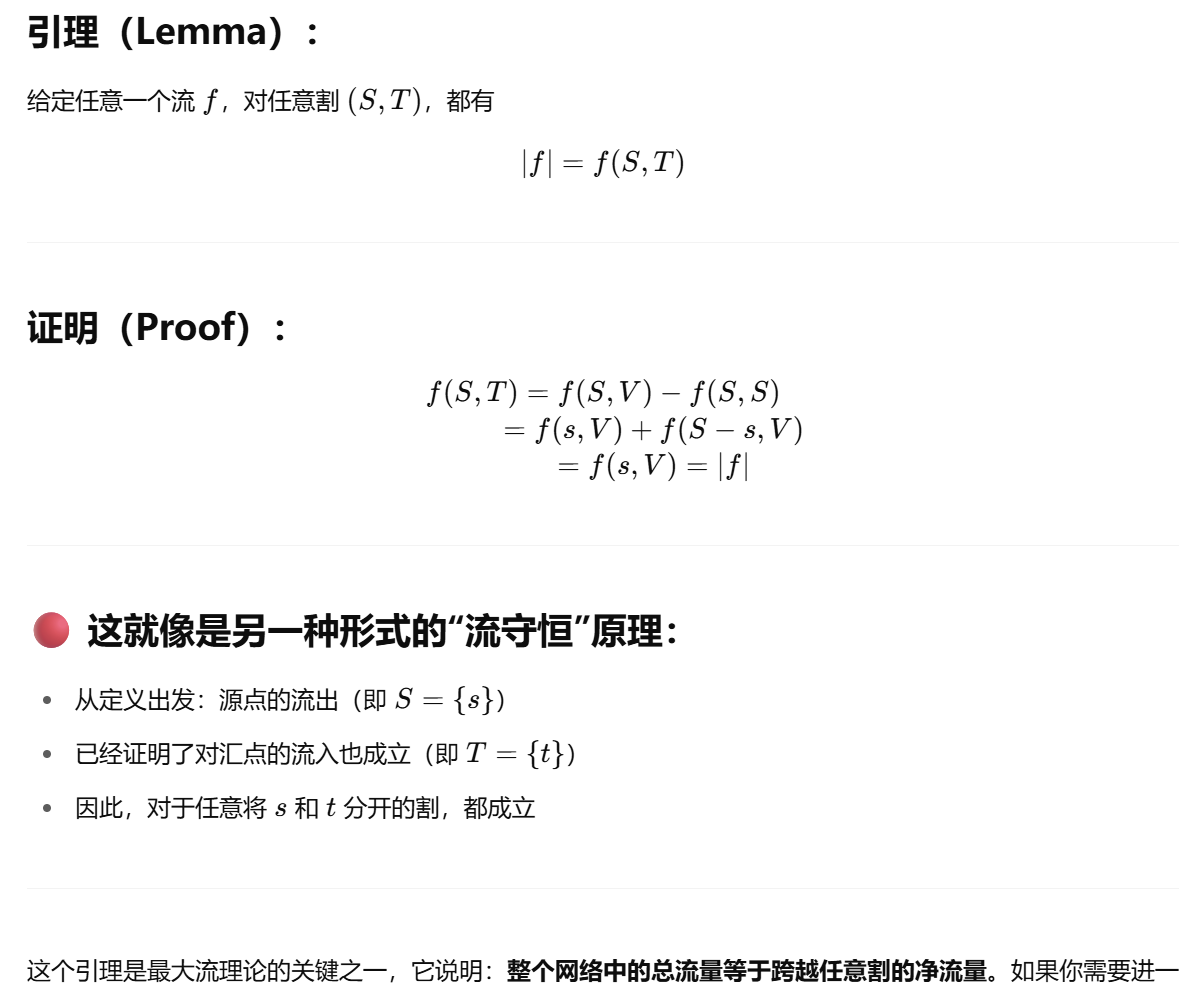 引理（Lemma）：
给定任意一个流 f，对任意割 (S, T)，都有
|f| = f(S, T)
证明（Proof）：
f(S, T) = f(S, V) − f(S, S)
= f(s, V) + f(S − s, V)
= f(s, V) = |f|
这就像是另一种形式的“流守恒”原理：
从定义出发：源点的流出（即 S = {s}）
已经证明了对汇点的流入也成立（即 T = {t}）
因此，对于任意将 s 和 t 分开的割，都成立
这个引理是最大流理论的关键之一，它说明：整个网络中的总流量等于跨越任意割的净流量。如果你需要进一